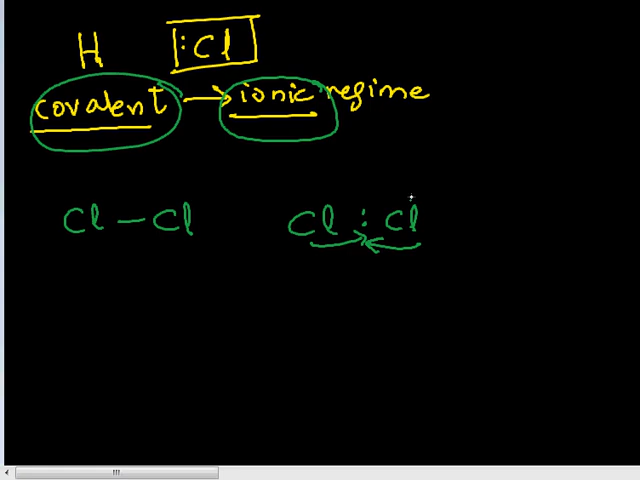 H :Cl
covalent → ionic regime
Cl — Cl Cl : Cl